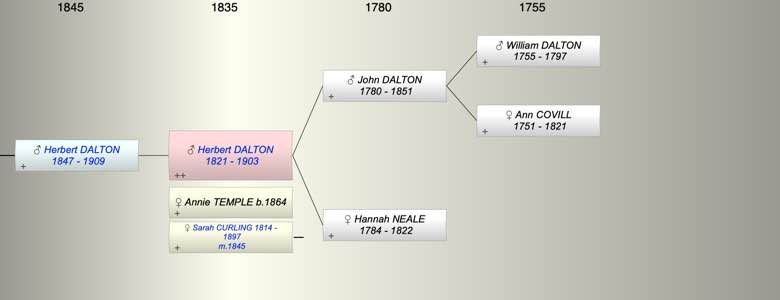 1845 1835 1780 1755
♂ William DALTON
1755 - 1797
+
♂ John DALTON
1780 - 1851
+
♀ Ann COVILL
1751 - 1821
+
♂ Herbert DALTON
1847 - 1909
+
♂ Herbert DALTON
1821 - 1903
++
♀ Annie TEMPLE b.1864
+
♀ Sarah CURLING 1814 -
1897
m.1845
+
♀ Hannah NEALE
1784 - 1822
+